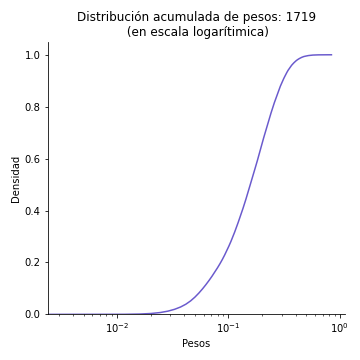 Distribución acumulada de pesos: 1719
(en escala logarítimica)
1.0
0.8
0.6
0.4
0.2
0.0
Densidad
10⁻²
10⁻¹
10⁰
Pesos